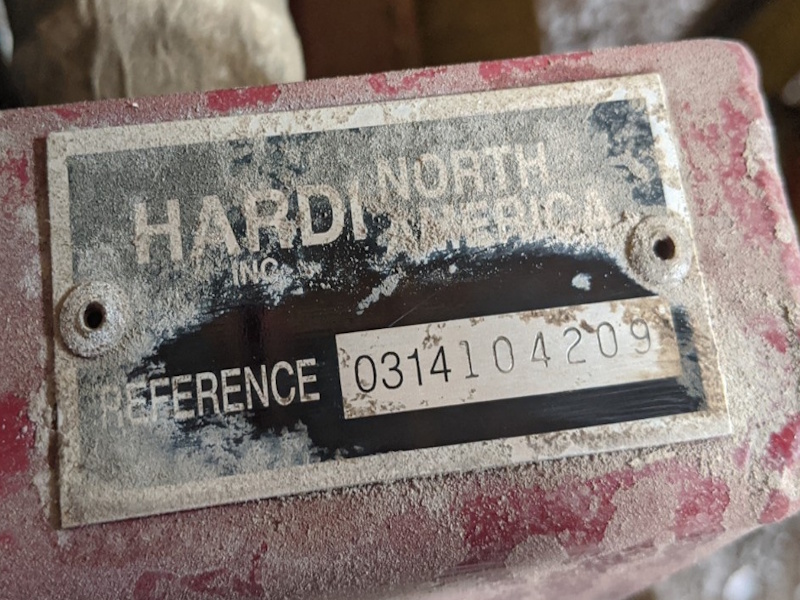 HARDI NORTH AMERICA
INC.
REFERENCE 0314104209